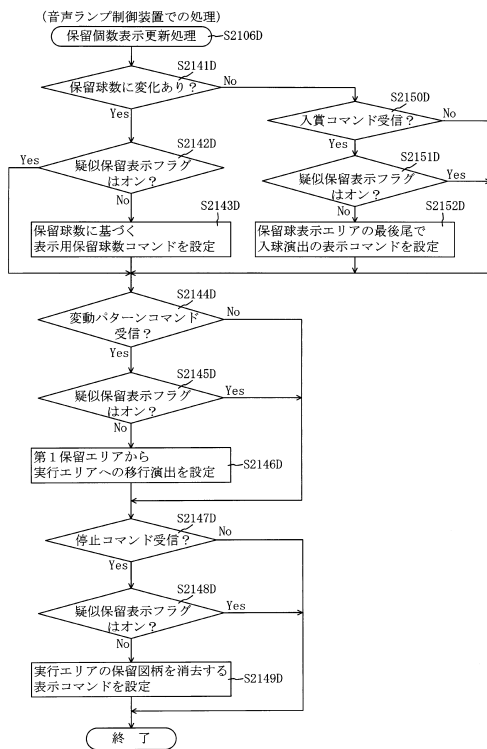 (音声ランプ制御装置での処理)
保留個数表示更新処理
S2106D
S2141D
保留球数に変化あり?
No
Yes
S2150D
入賞コマンド受信?
No
Yes
S2142D
Yes
疑似保留表示フラグ
はオン?
No
S2151D
疑似保留表示フラグ
はオン?
Yes
No
S2143D
保留球数に基づく
表示用保留球数コマンドを設定
S2152D
保留球表示エリアの最後尾で
入球演出の表示コマンドを設定
S2144D
変動パターンコマンド
受信?
No
Yes
S2145D
疑似保留表示フラグ
はオン?
Yes
No
第1保留エリアから
実行エリアへの移行演出を設定
S2146D
S2147D
停止コマンド受信?
No
Yes
S2148D
疑似保留表示フラグ
はオン?
Yes
No
実行エリアの保留図柄を消去する
表示コマンドを設定
S2149D
終 了